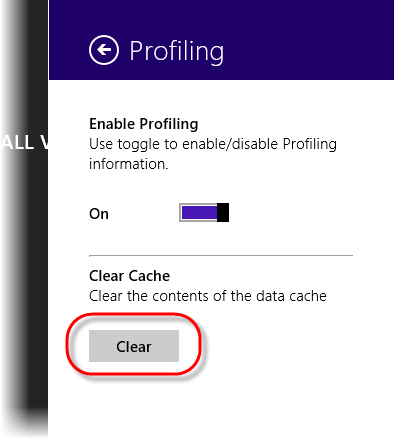 Profiling
Enable Profiling
ALL V
Use toggle to enable/disable Profiling
information.
On
Clear Cache
Clear the contents of the data cache
Clear